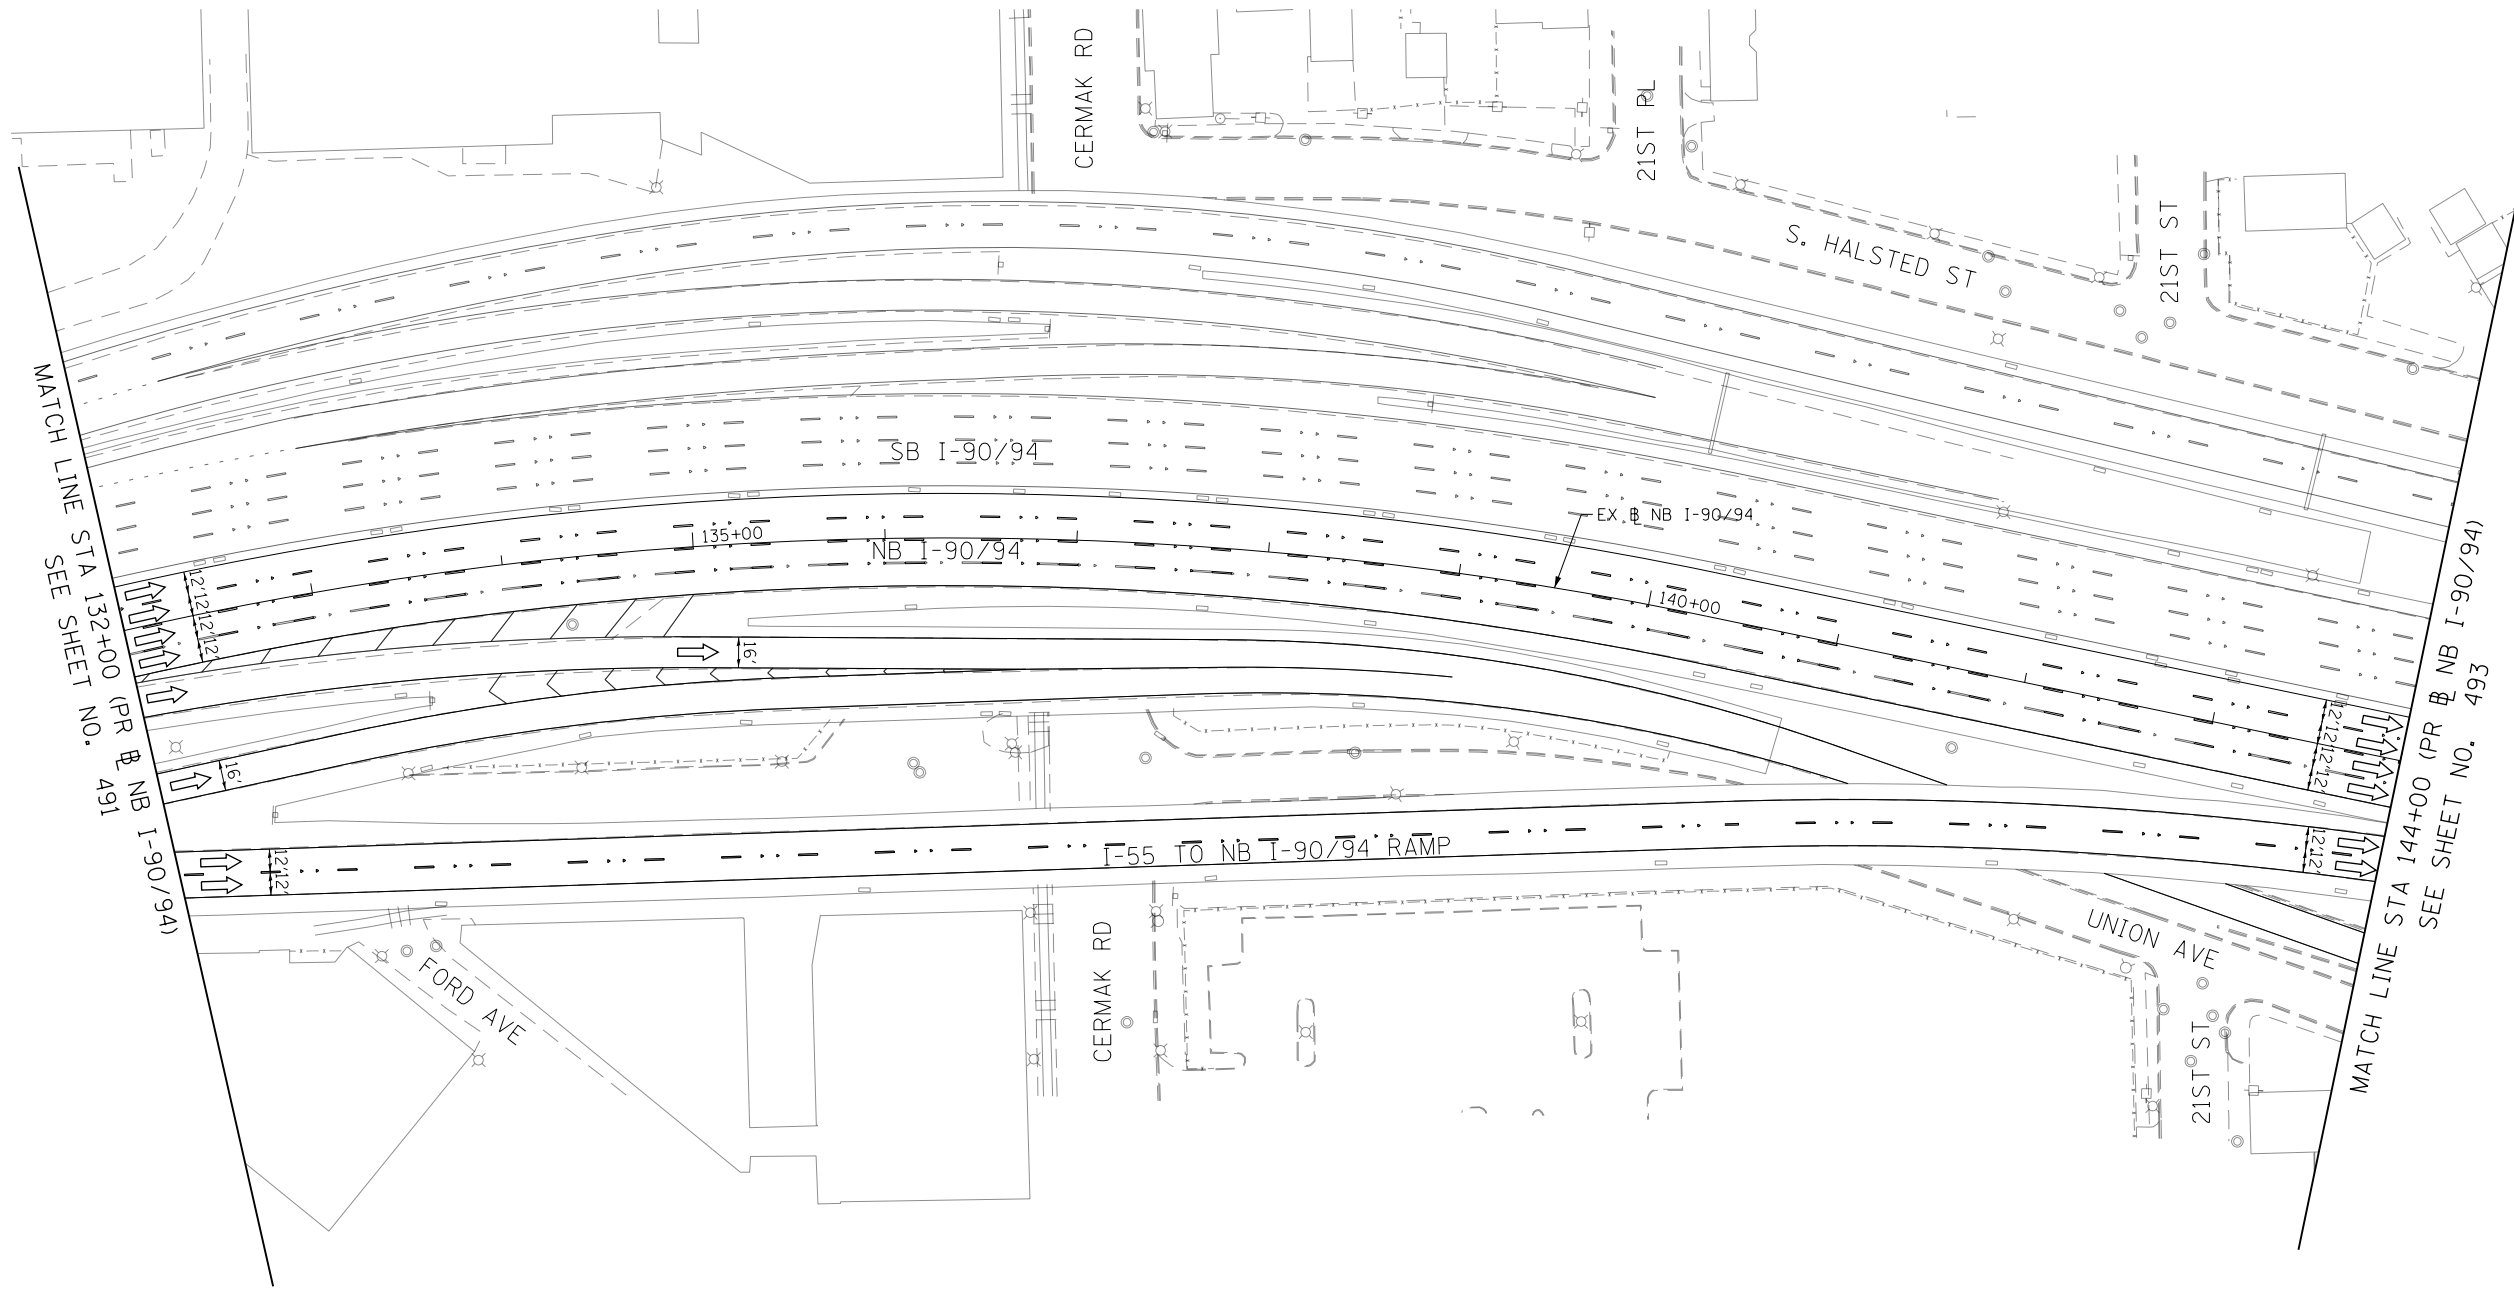 CERMAK RD
21ST PL
S. HALSTED ST
21ST ST
MATCH LINE STA 132+00 (PR ℄ NB I-90/94)
SEE SHEET NO. 491
SB I-90/94
EX. ℄ NB I-90/94
135+00
NB I-90/94
140+00
12'
12'
12'
12'
16'
16'
12'
12'
12'
12'
MATCH LINE STA 144+00 (PR ℄ NB I-90/94)
SEE SHEET NO. 493
I-55 TO NB I-90/94 RAMP
12'
12'
12'
12'
FORD AVE
CERMAK RD
UNION AVE
21ST ST